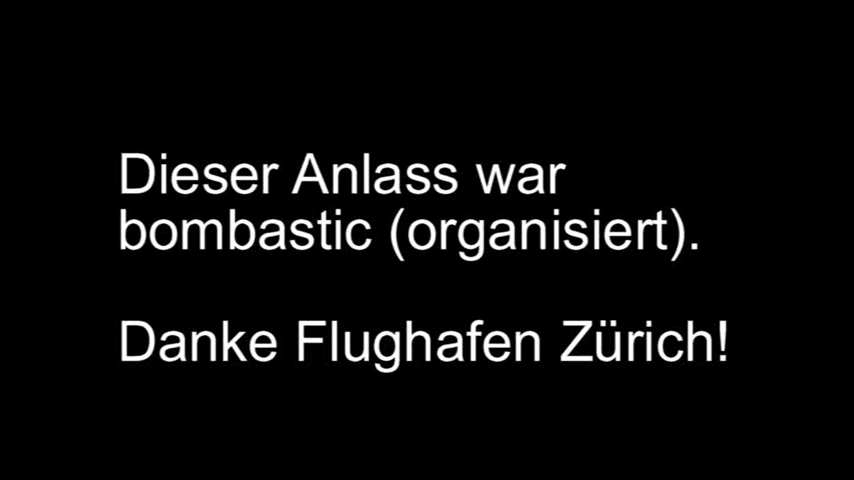 Dieser Anlass war
bombastic (organisiert).
Danke Flughafen Zürich!